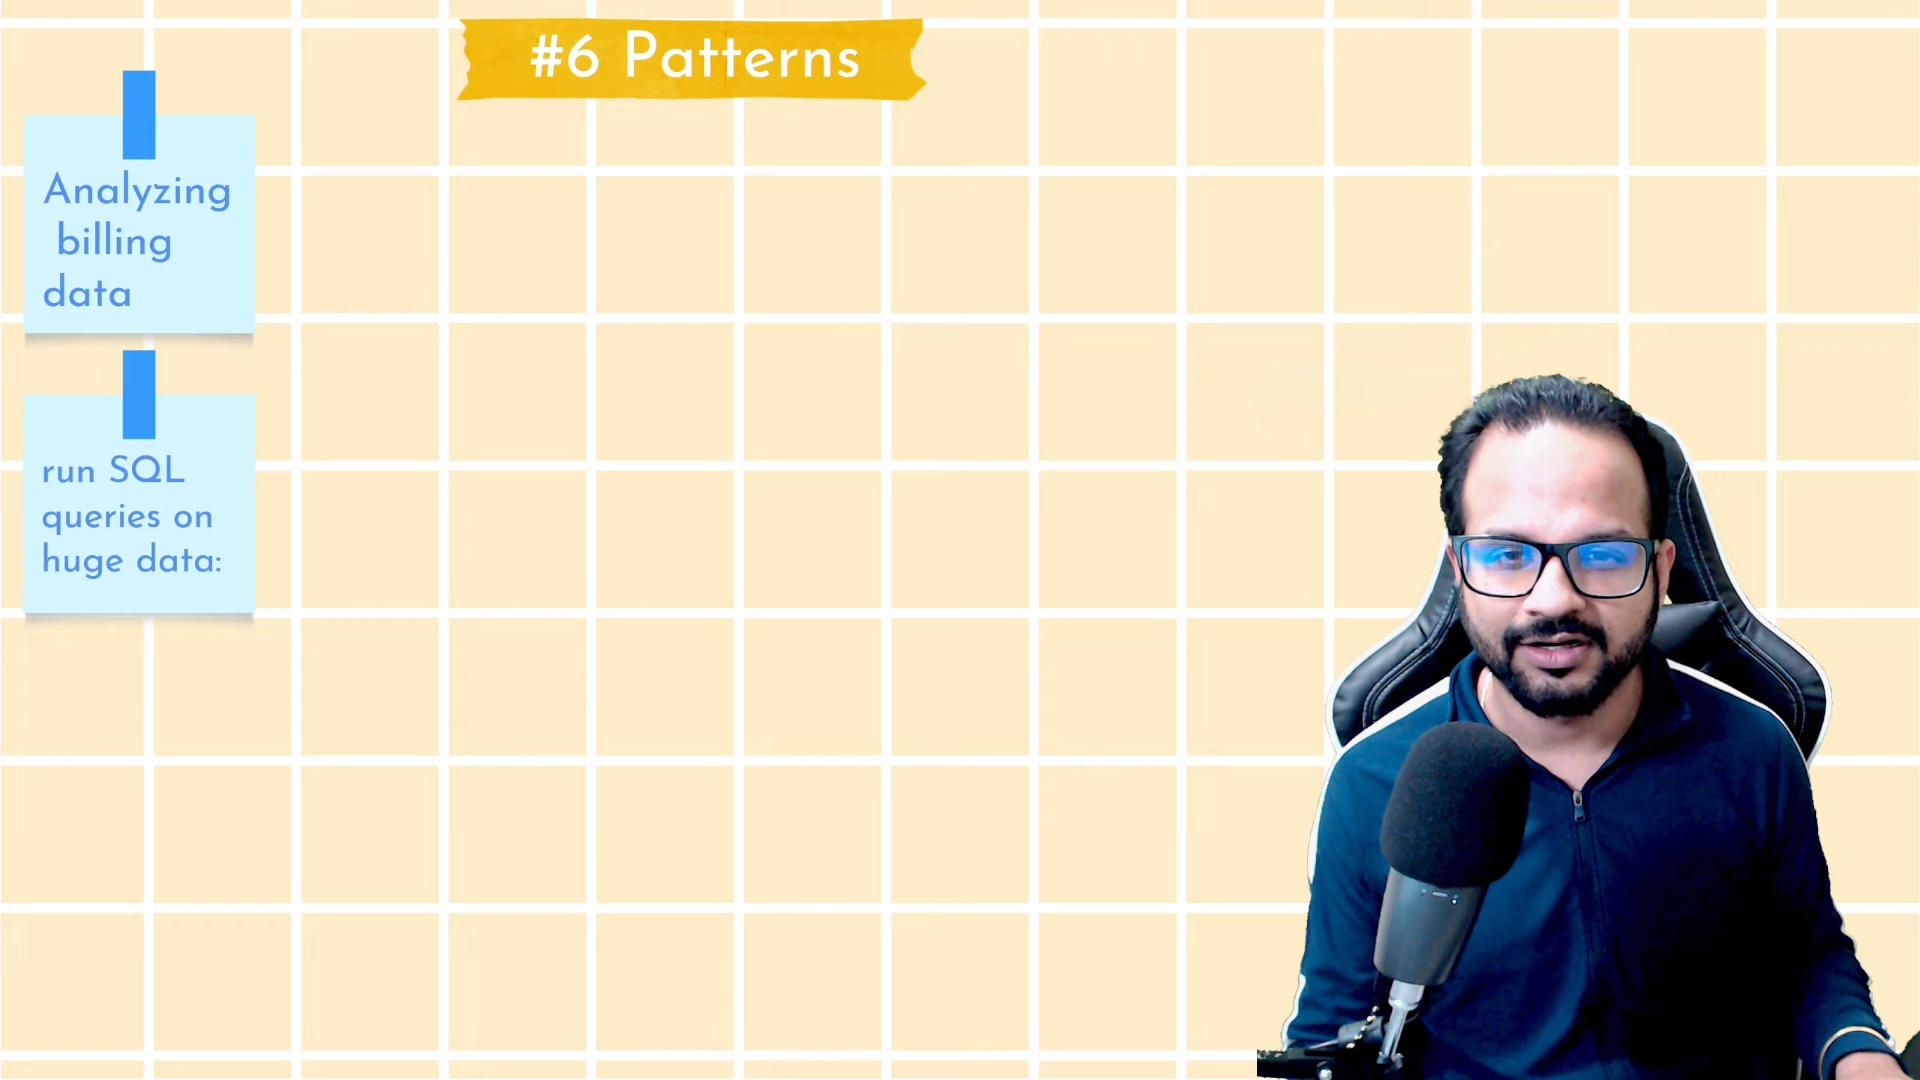 #6 Patterns
Analyzing
billing
data
run SQL
queries on
huge data: